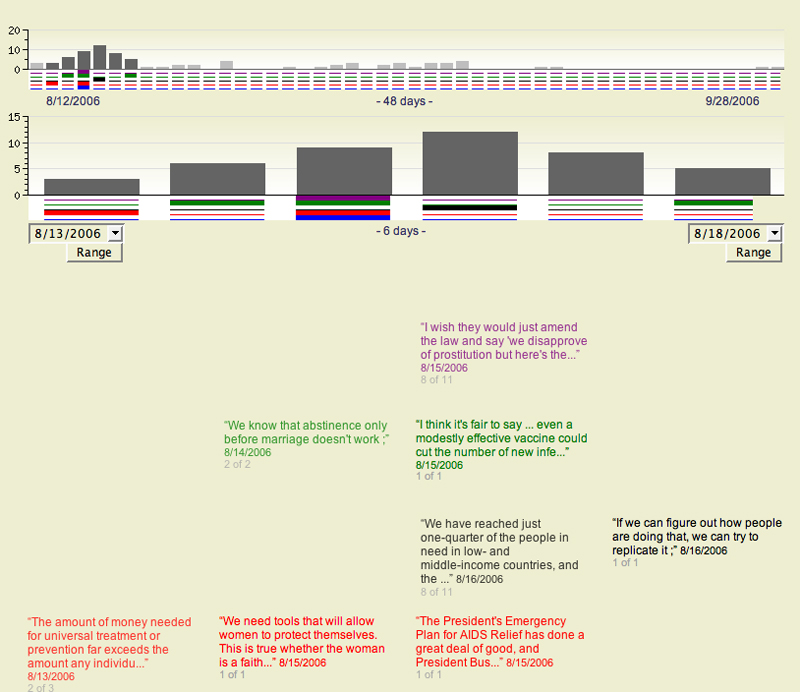 20
10
0
8/12/2006 - 48 days - 9/28/2006
15
10
5
0
8/13/2006 - 6 days - 8/18/2006
Range Range
“I wish they would just amend
the law and say 'we disapprove
of prostitution but here's the...”
8/15/2006
8 of 11
“We know that abstinence only
before marriage doesn't work ;”
8/14/2006
2 of 2
“I think it's fair to say ... even a
modestly effective vaccine could
cut the number of new infe...”
8/15/2006
1 of 1
“We have reached just
one-quarter of the people in
need in low- and
middle-income countries, and
the ...” 8/16/2006
8 of 11
“If we can figure out how people
are doing that, we can try to
replicate it ;” 8/16/2006
1 of 1
“The amount of money needed
for universal treatment or
prevention far exceeds the
amount any individu...”
8/13/2006
2 of 3
“We need tools that will allow
women to protect themselves.
This is true whether the woman
is a faith...” 8/15/2006
1 of 1
“The President's Emergency
Plan for AIDS Relief has done a
great deal of good, and
President Bus...” 8/15/2006
1 of 1